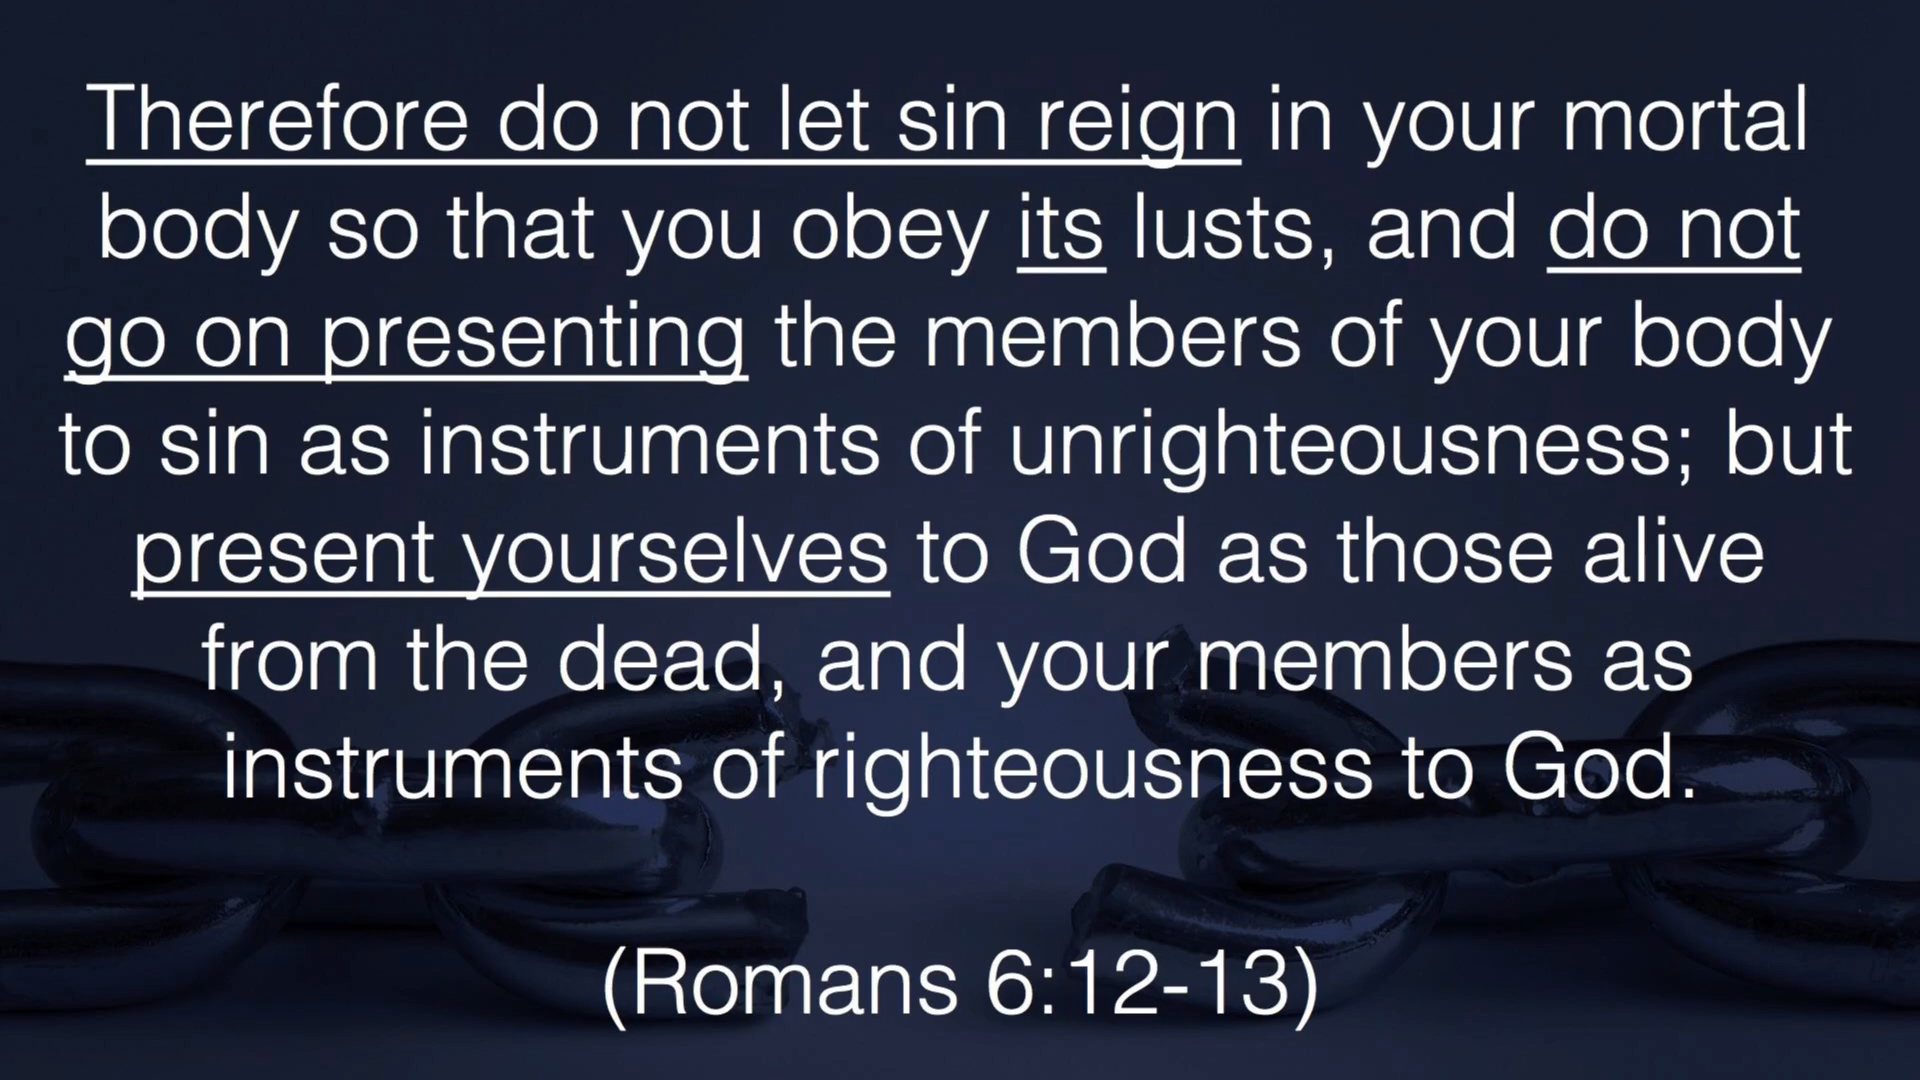 Therefore do not let sin reign in your mortal
body so that you obey its lusts, and do not
go on presenting the members of your body
to sin as instruments of unrighteousness; but
present yourselves to God as those alive
from the dead, and your members as
instruments of righteousness to God.
(Romans 6:12-13)